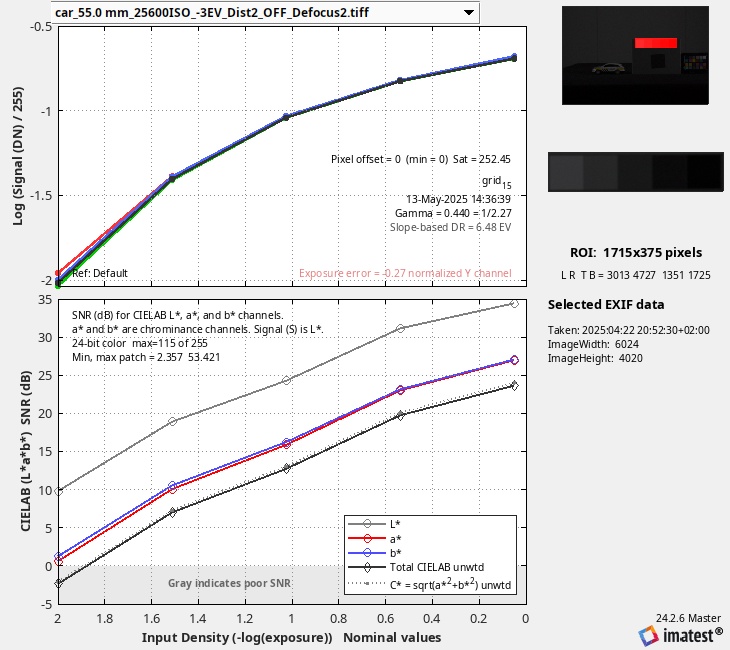 car_55.0 mm_25600ISO_-3EV_Dist2_OFF_Defocus2.tiff
-0.5
-1
-1.5
-2
Log (Signal (DN) / 255)
Pixel offset = 0 (min = 0) Sat = 252.45
grid15
13-May-2025 14:36:39
Gamma = 0.440 = 1/2.27
Slope-based DR = 6.48 EV
Ref: Default
Exposure error = -0.27 normalized Y channel
35
30
25
20
15
10
5
0
-5
CIELAB (L*a*b*) SNR (dB)
SNR (dB) for CIELAB L*, a*, and b* channels.
a* and b* are chrominance channels. Signal (S) is L*.
24-bit color max=115 of 255
Min, max patch = 2.357 53.421
L*
a*
b*
Total CIELAB unwtd
C* = sqrt(a*2+b*2) unwtd
Gray indicates poor SNR
2 1.8 1.6 1.4 1.2 1 0.8 0.6 0.4 0.2 0
Input Density (-log(exposure)) Nominal values
ROI: 1715x375 pixels
L R T B = 3013 4727 1351 1725
Selected EXIF data
Taken: 2025:04:22 20:52:30+02:00
ImageWidth: 6024
ImageHeight: 4020
24.2.6 Master
imatest®